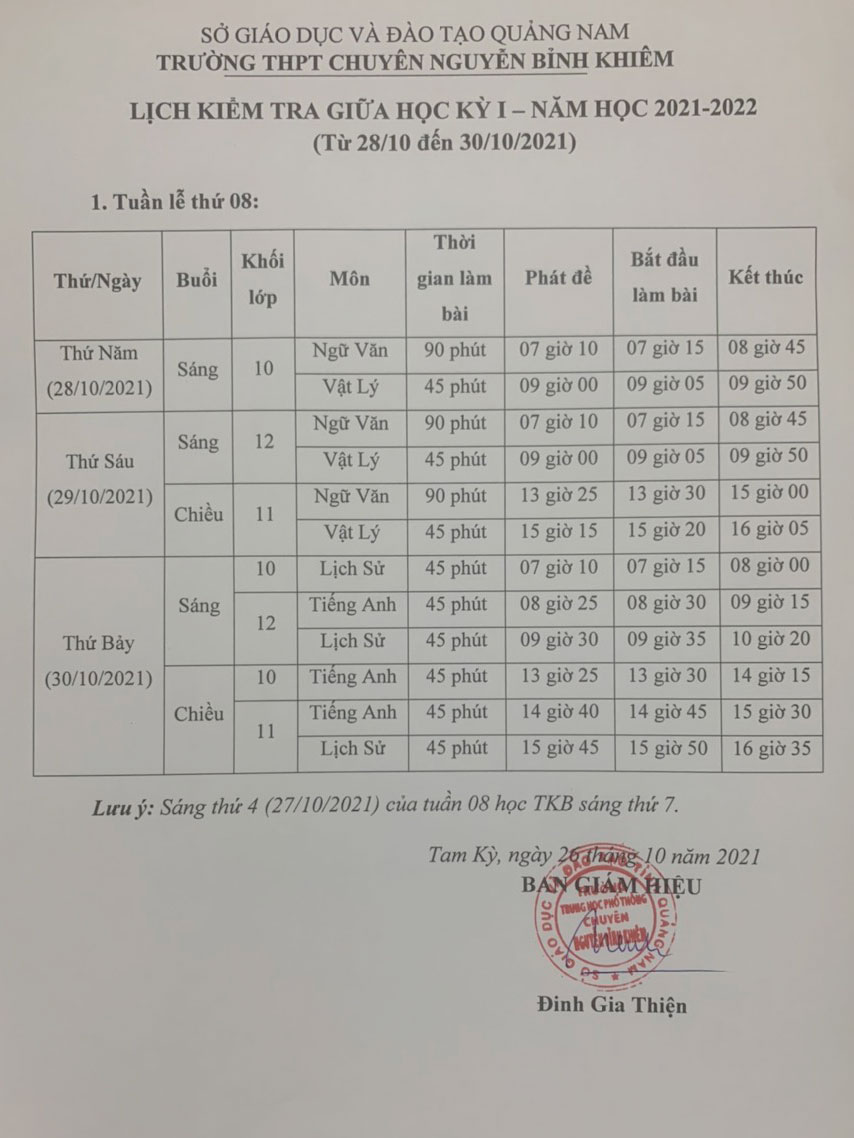 SỞ GIÁO DỤC VÀ ĐÀO TẠO QUẢNG NAM
TRƯỜNG THPT CHUYÊN NGUYỄN BỈNH KHIÊM
LỊCH KIỂM TRA GIỮA HỌC KỲ I – NĂM HỌC 2021-2022
(Từ 28/10 đến 30/10/2021)
1. Tuần lễ thứ 08:
Thứ/Ngày Buổi Khối lớp Môn Thời gian làm bài Phát đề Bắt đầu làm bài Kết thúc
Thứ Năm (28/10/2021) Sáng 10 Ngữ Văn 90 phút 07 giờ 10 07 giờ 15 08 giờ 45
Vật Lý 45 phút 09 giờ 00 09 giờ 05 09 giờ 50
Thứ Sáu (29/10/2021) Sáng 12 Ngữ Văn 90 phút 07 giờ 10 07 giờ 15 08 giờ 45
Vật Lý 45 phút 09 giờ 00 09 giờ 05 09 giờ 50
Chiều 11 Ngữ Văn 90 phút 13 giờ 25 13 giờ 30 15 giờ 00
Vật Lý 45 phút 15 giờ 15 15 giờ 20 16 giờ 05
Thứ Bảy (30/10/2021) Sáng 10 Lịch Sử 45 phút 07 giờ 10 07 giờ 15 08 giờ 00
12 Tiếng Anh 45 phút 08 giờ 25 08 giờ 30 09 giờ 15
Lịch Sử 45 phút 09 giờ 30 09 giờ 35 10 giờ 20
Chiều 10 Tiếng Anh 45 phút 13 giờ 25 13 giờ 30 14 giờ 15
11 Tiếng Anh 45 phút 14 giờ 40 14 giờ 45 15 giờ 30
Lịch Sử 45 phút 15 giờ 45 15 giờ 50 16 giờ 35
Lưu ý: Sáng thứ 4 (27/10/2021) của tuần 08 học TKB sáng thứ 7.
Tam Kỳ, ngày 26 tháng 10 năm 2021
BAN GIÁM HIỆU
TRƯỜNG
TRUNG HỌC PHỔ THÔNG
CHUYÊN
NGUYỄN BỈNH KHIÊM
Đinh Gia Thiện